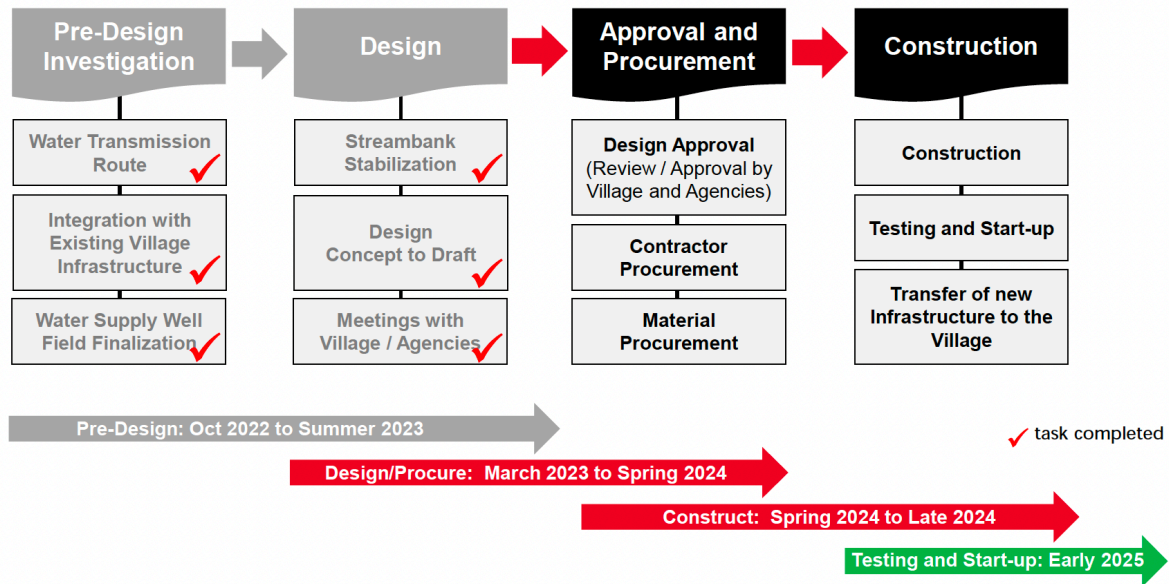 Pre-Design
Investigation
Design
Approval and
Procurement
Construction
Water Transmission
Route
Integration with
Existing Village
Infrastructure
Water Supply Well
Field Finalization
Streambank
Stabilization
Design
Concept to Draft
Meetings with
Village / Agencies
Design Approval
(Review / Approval by
Village and Agencies)
Contractor
Procurement
Material
Procurement
Construction
Testing and Start-up
Transfer of new
Infrastructure to the
Village
Pre-Design: Oct 2022 to Summer 2023
task completed
Design/Procure: March 2023 to Spring 2024
Construct: Spring 2024 to Late 2024
Testing and Start-up: Early 2025